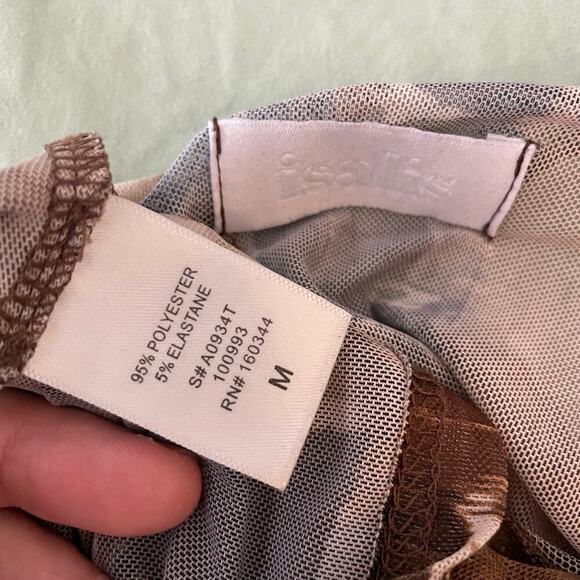 isalis
95% POLYESTER
5% ELASTANE
S# A0934T
100993
RN# 160344
M